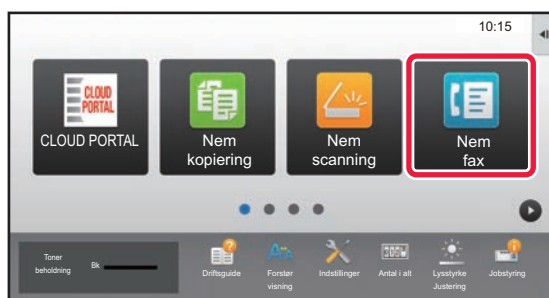 10:15
CLOUD
PORTAL
CLOUD PORTAL
Nem
kopiering
Nem
scanning
Nem
fax
Toner
beholdning
Bk
Driftsguide
Forstør
visning
Indstillinger
Antal i alt
Lysstyrke
Justering
Jobstyring